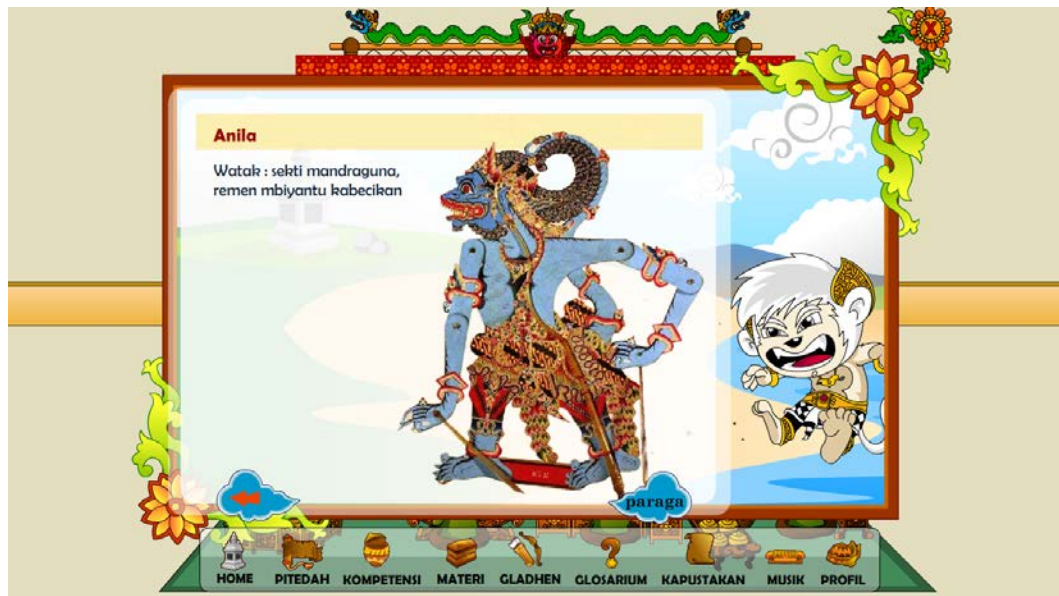 X
Anila
Watak : sekti mandraguna,
remen mbiyantu kabecikan
paraga
HOME PITEDAH KOMPETENSI MATERI GLADHEN GLOSARIUM KAPUSTAKAN MUSIK PROFIL